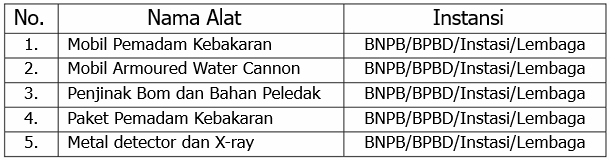 No. Nama Alat Instansi
1. Mobil Pemadam Kebakaran BNPB/BPBD/Instasi/Lembaga
2. Mobil Armoured Water Cannon BNPB/BPBD/Instasi/Lembaga
3. Penjinak Bom dan Bahan Peledak BNPB/BPBD/Instasi/Lembaga
4. Paket Pemadam Kebakaran BNPB/BPBD/Instasi/Lembaga
5. Metal detector dan X-ray BNPB/BPBD/Instasi/Lembaga